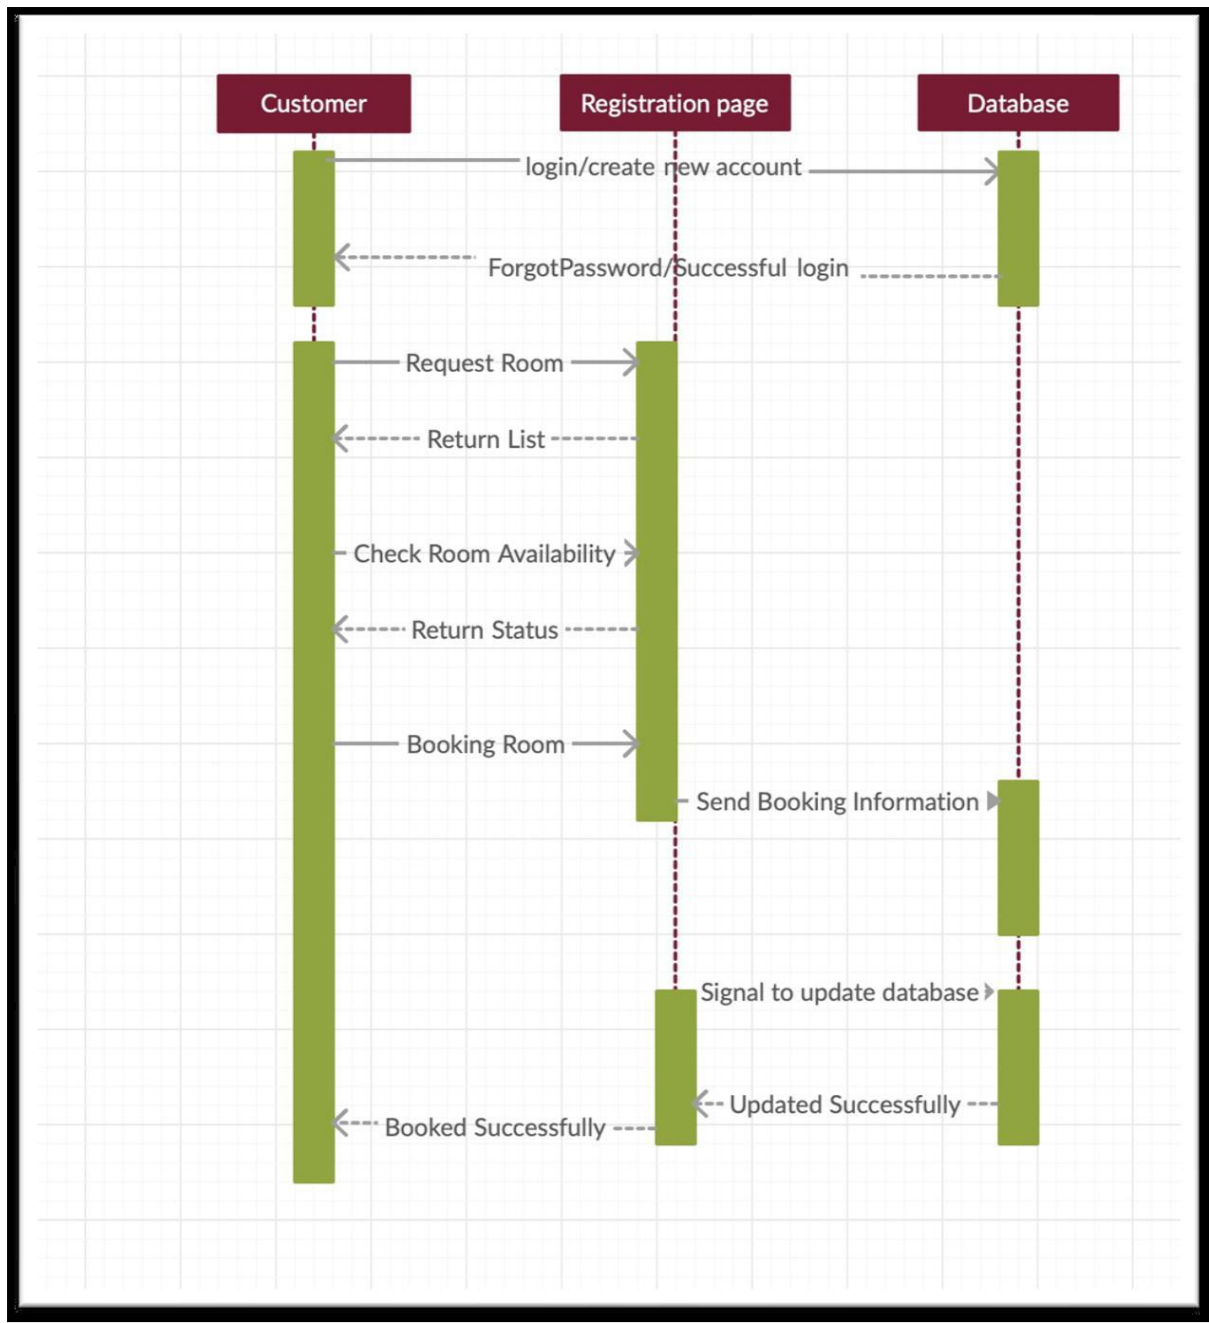 Customer
Registration page
Database
login/create new account
ForgotPassword/Successful login
Request Room
Return List
Check Room Availability
Return Status
Booking Room
Send Booking Information
Signal to update database
Updated Successfully
Booked Successfully